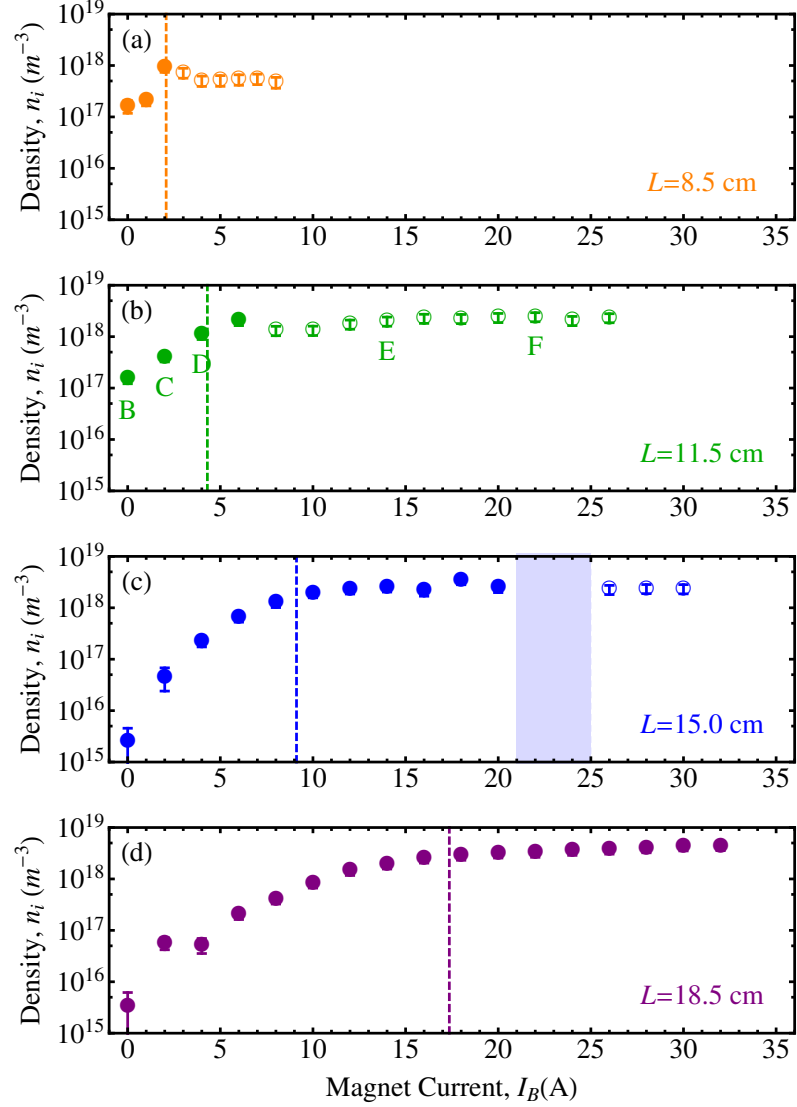 (a)
Density, n_i (m^{-3})
10^{19}
10^{18}
10^{17}
10^{16}
10^{15}
L=8.5 cm
0 5 10 15 20 25 30 35
(b)
Density, n_i (m^{-3})
10^{19}
10^{18}
10^{17}
10^{16}
10^{15}
B C D E F
L=11.5 cm
0 5 10 15 20 25 30 35
(c)
Density, n_i (m^{-3})
10^{19}
10^{18}
10^{17}
10^{16}
10^{15}
L=15.0 cm
0 5 10 15 20 25 30 35
(d)
Density, n_i (m^{-3})
10^{19}
10^{18}
10^{17}
10^{16}
10^{15}
L=18.5 cm
0 5 10 15 20 25 30 35
Magnet Current, I_B(A)